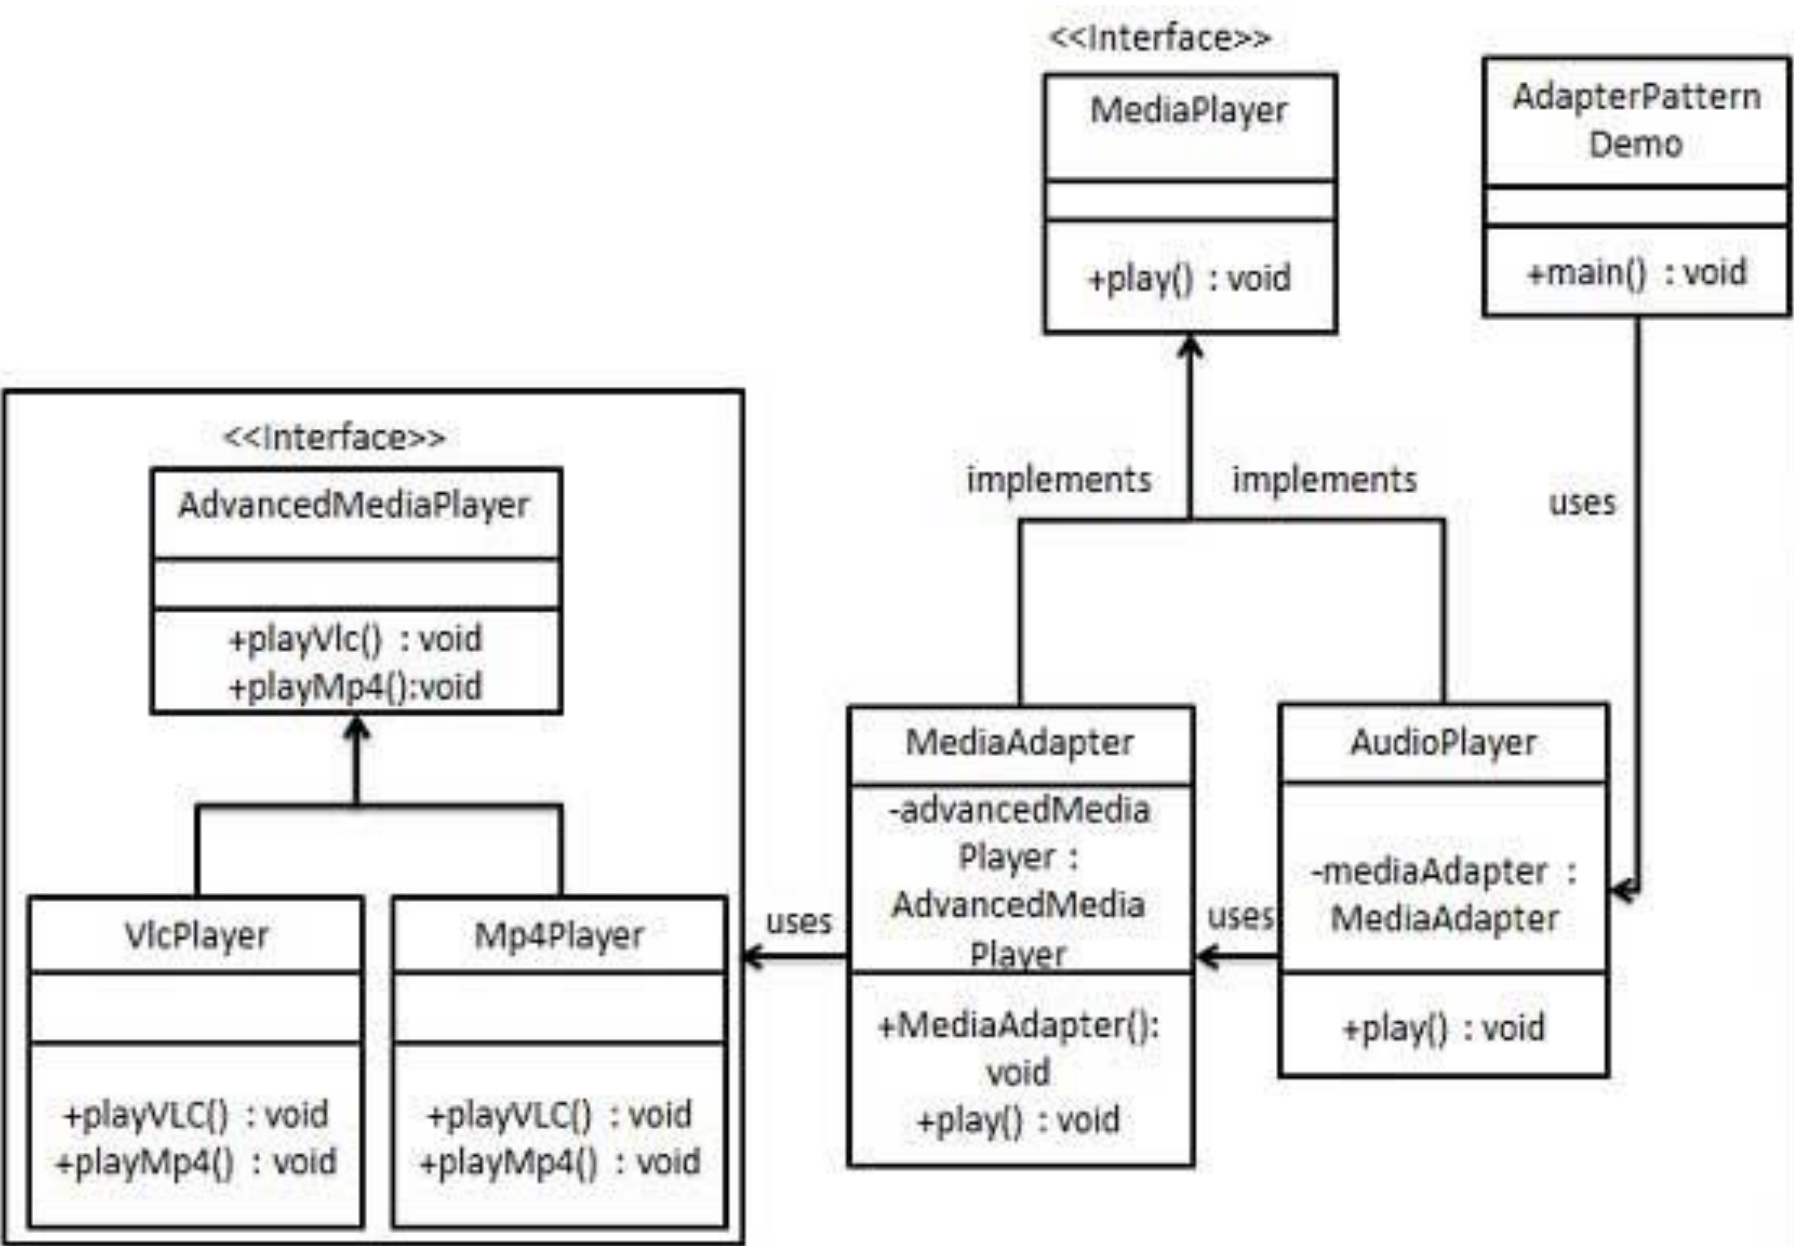 <<Interface>>
MediaPlayer
+play() : void
AdapterPattern
Demo
+main() : void
implements
implements
uses
<<Interface>>
AdvancedMediaPlayer
+playVlc() : void
+playMp4():void
VlcPlayer
+playVLC() : void
+playMp4() : void
Mp4Player
+playVLC() : void
+playMp4() : void
uses
MediaAdapter
-advancedMedia
Player :
AdvancedMedia
Player
+MediaAdapter():
void
+play() : void
uses
AudioPlayer
-mediaAdapter :
MediaAdapter
+play() : void